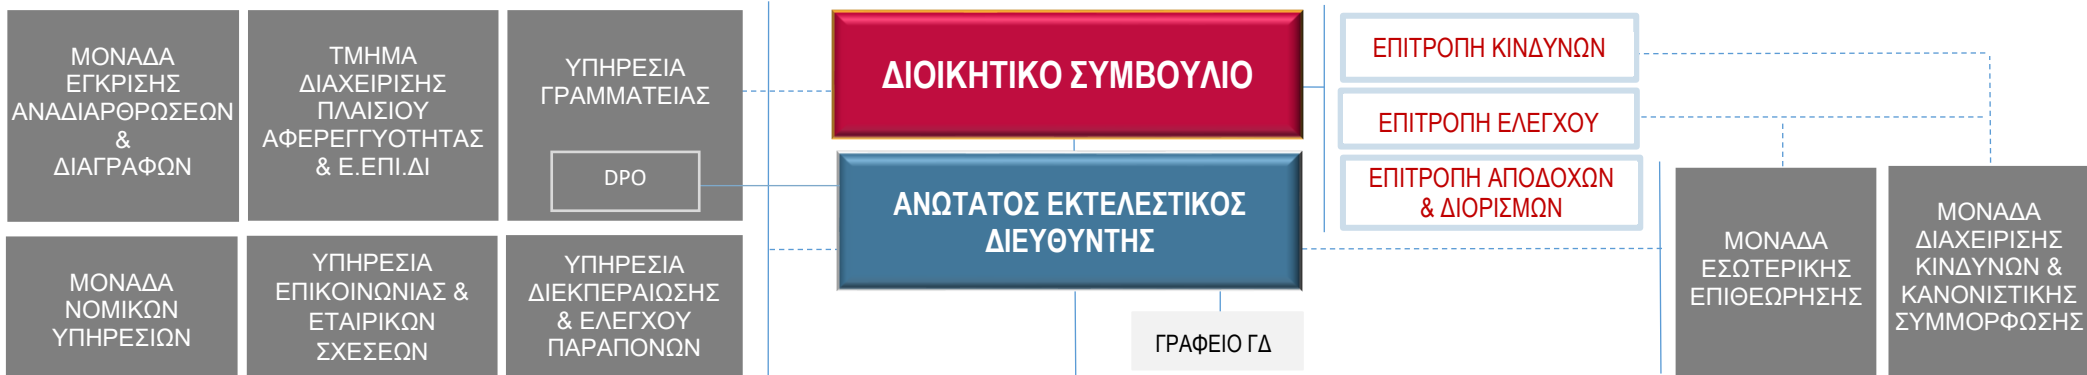 ΜΟΝΑΔΑ
ΕΓΚΡΙΣΗΣ
ΑΝΑΔΙΑΡΘΡΩΣΕΩΝ
&
ΔΙΑΓΡΑΦΩΝ
ΤΜΗΜΑ
ΔΙΑΧΕΙΡΙΣΗΣ
ΠΛΑΙΣΙΟΥ
ΑΦΕΡΕΓΓΥΟΤΗΤΑΣ
& Ε.ΕΠΙ.ΔΙ
ΥΠΗΡΕΣΙΑ
ΓΡΑΜΜΑΤΕΙΑΣ
DPO
ΔΙΟΙΚΗΤΙΚΟ ΣΥΜΒΟΥΛΙΟ
ΕΠΙΤΡΟΠΗ ΚΙΝΔΥΝΩΝ
ΕΠΙΤΡΟΠΗ ΕΛΕΓΧΟΥ
ΕΠΙΤΡΟΠΗ ΑΠΟΔΟΧΩΝ
& ΔΙΟΡΙΣΜΩΝ
ΑΝΩΤΑΤΟΣ ΕΚΤΕΛΕΣΤΙΚΟΣ
ΔΙΕΥΘΥΝΤΗΣ
ΜΟΝΑΔΑ
ΝΟΜΙΚΩΝ
ΥΠΗΡΕΣΙΩΝ
ΥΠΗΡΕΣΙΑ
ΕΠΙΚΟΙΝΩΝΙΑΣ &
ΕΤΑΙΡΙΚΩΝ
ΣΧΕΣΕΩΝ
ΥΠΗΡΕΣΙΑ
ΔΙΕΚΠΕΡΑΙΩΣΗΣ
& ΕΛΕΓΧΟΥ
ΠΑΡΑΠΟΝΩΝ
ΓΡΑΦΕΙΟ ΓΔ
ΜΟΝΑΔΑ
ΕΣΩΤΕΡΙΚΗΣ
ΕΠΙΘΕΩΡΗΣΗΣ
ΜΟΝΑΔΑ
ΔΙΑΧΕΙΡΙΣΗΣ
ΚΙΝΔΥΝΩΝ &
ΚΑΝΟΝΙΣΤΙΚΗΣ
ΣΥΜΜΟΡΦΩΣΗΣ